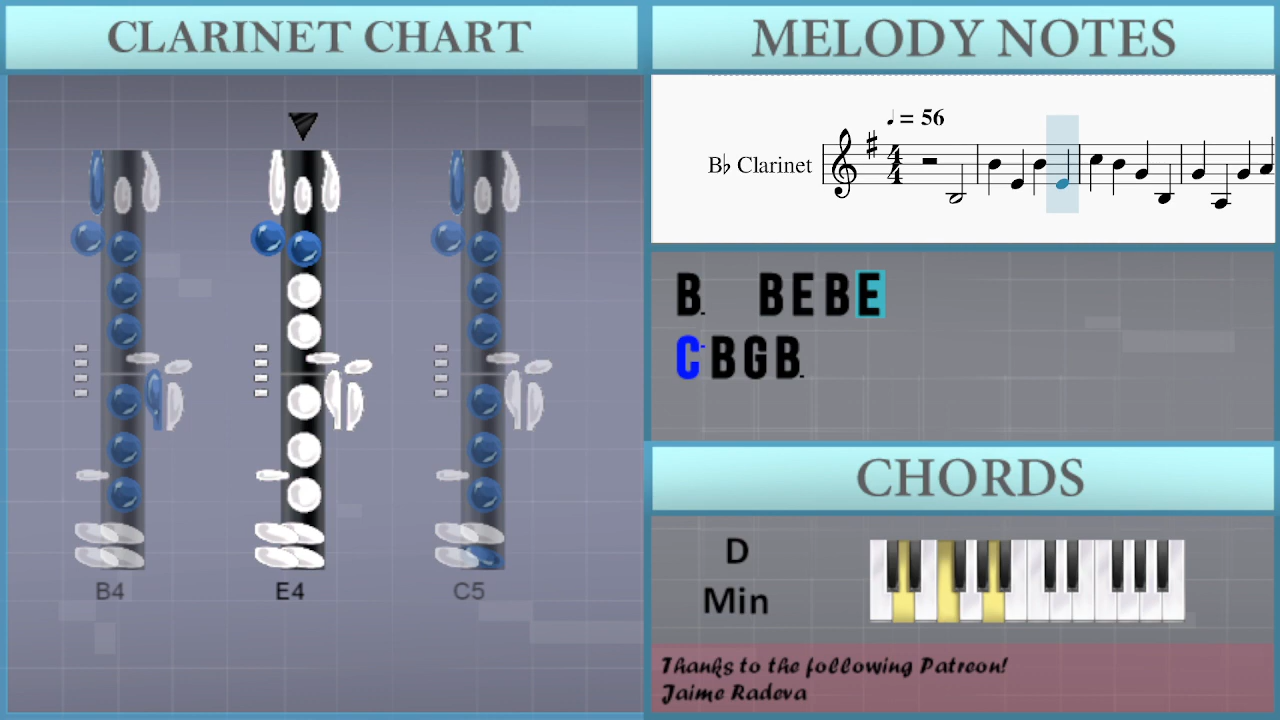 CLARINET CHART
B4
E4
C5
MELODY NOTES
♩ = 56
B♭ Clarinet
B. BEBE
C-BGB.
CHORDS
D
Min
Thanks to the following Patreon!
Jaime Radeva